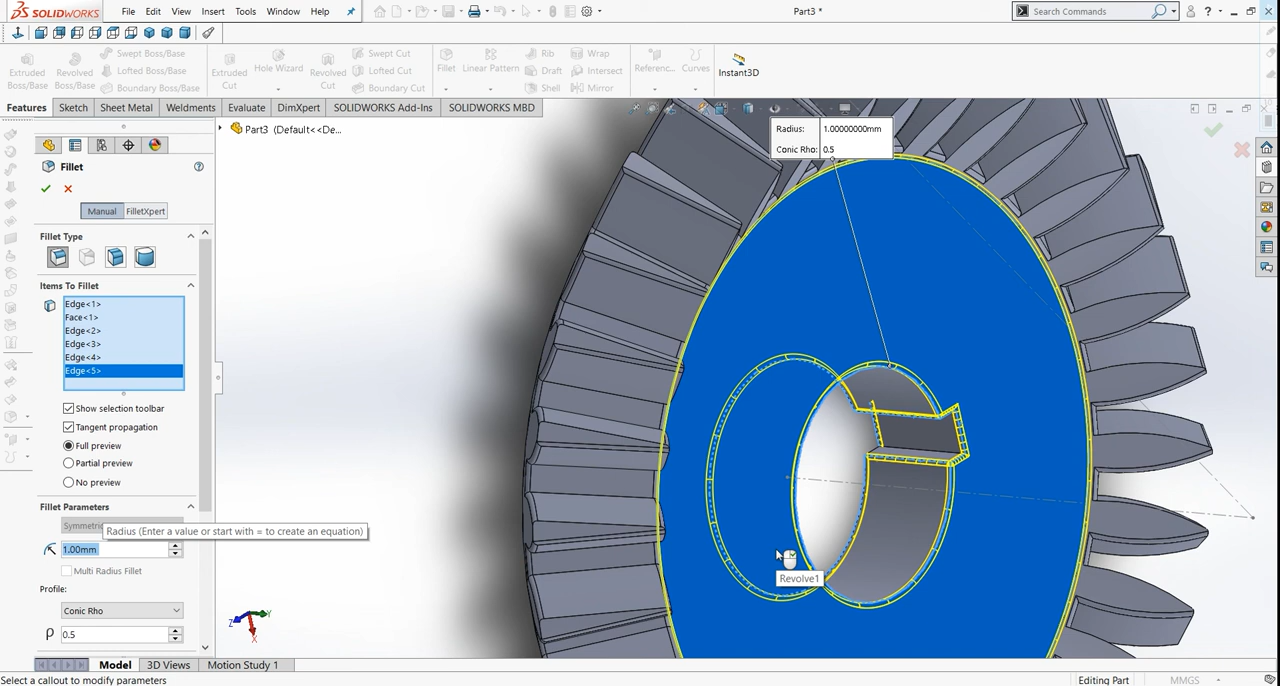 SOLIDWORKS File Edit View Insert Tools Window Help Part3 * Search Commands ?
Extruded Boss/Base
Revolved Boss/Base
Swept Boss/Base
Lofted Boss/Base
Boundary Boss/Base
Extruded Cut
Hole Wizard
Revolved Cut
Swept Cut
Lofted Cut
Boundary Cut
Fillet
Linear Pattern
Rib
Draft
Shell
Wrap
Intersect
Mirror
Referenc...
Curves
Instant3D
Features Sketch Sheet Metal Weldments Evaluate DimXpert SOLIDWORKS Add-Ins SOLIDWORKS MBD
Part3 (Default<<De...
Radius: 1.00000000mm
Conic Rho: 0.5
Fillet
Manual FilletXpert
Fillet Type
Items To Fillet
Edge<1>
Face<1>
Edge<2>
Edge<3>
Edge<4>
Edge<5>
Show selection toolbar
Tangent propagation
Full preview
Partial preview
No preview
Fillet Parameters
Radius (Enter a value or start with = to create an equation)
1.00mm
Multi Radius Fillet
Profile:
Conic Rho
ρ 0.5
Revolve1
Z Y X
Model 3D Views Motion Study 1
Select a callout to modify parameters Editing Part MMGS